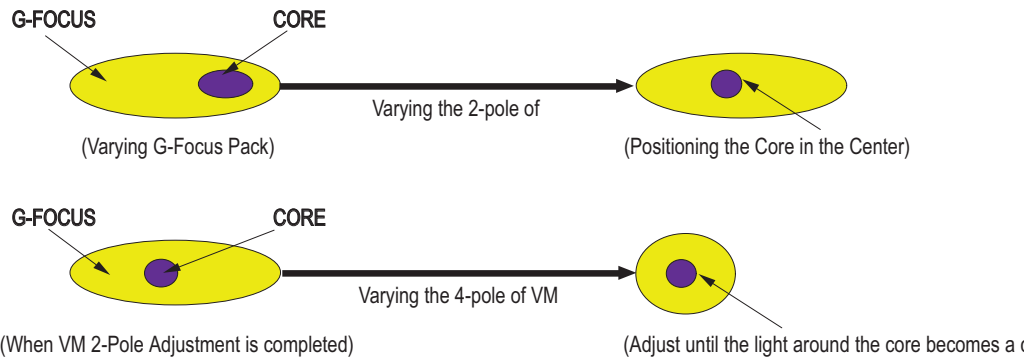 G-FOCUS CORE
Varying the 2-pole of
(Varying G-Focus Pack) (Positioning the Core in the Center)
G-FOCUS CORE
Varying the 4-pole of VM
(When VM 2-Pole Adjustment is completed) (Adjust until the light around the core becomes a